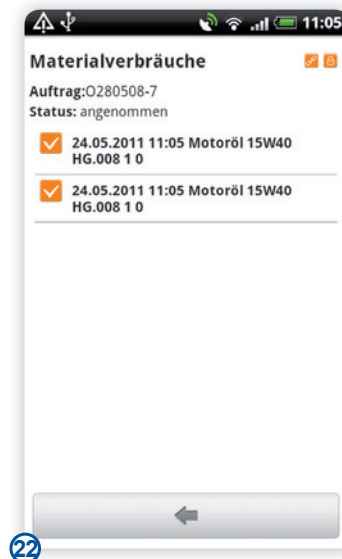 11:05
Materialverbräuche
Auftrag:O280508-7
Status: angenommen
24.05.2011 11:05 Motoröl 15W40
HG.008 1 0
24.05.2011 11:05 Motoröl 15W40
HG.008 1 0
22